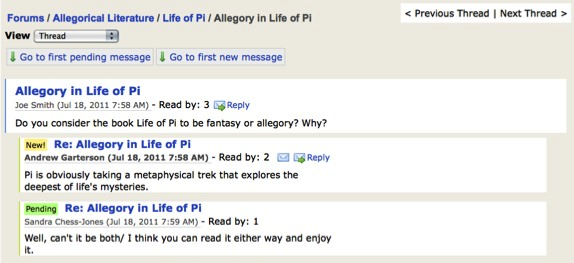 Forums / Allegorical Literature / Life of Pi / Allegory in Life of Pi
< Previous Thread | Next Thread >
View Thread
Go to first pending message Go to first new message
Allegory in Life of Pi
Joe Smith (Jul 18, 2011 7:58 AM) - Read by: 3 Reply
Do you consider the book Life of Pi to be fantasy or allegory? Why?
New! Re: Allegory in Life of Pi
Andrew Garterson (Jul 18, 2011 7:58 AM) - Read by: 2 Reply
Pi is obviously taking a metaphysical trek that explores the
deepest of life's mysteries.
Pending Re: Allegory in Life of Pi
Sandra Chess-Jones (Jul 18, 2011 7:59 AM) - Read by: 1
Well, can't it be both/ I think you can read it either way and enjoy
it.